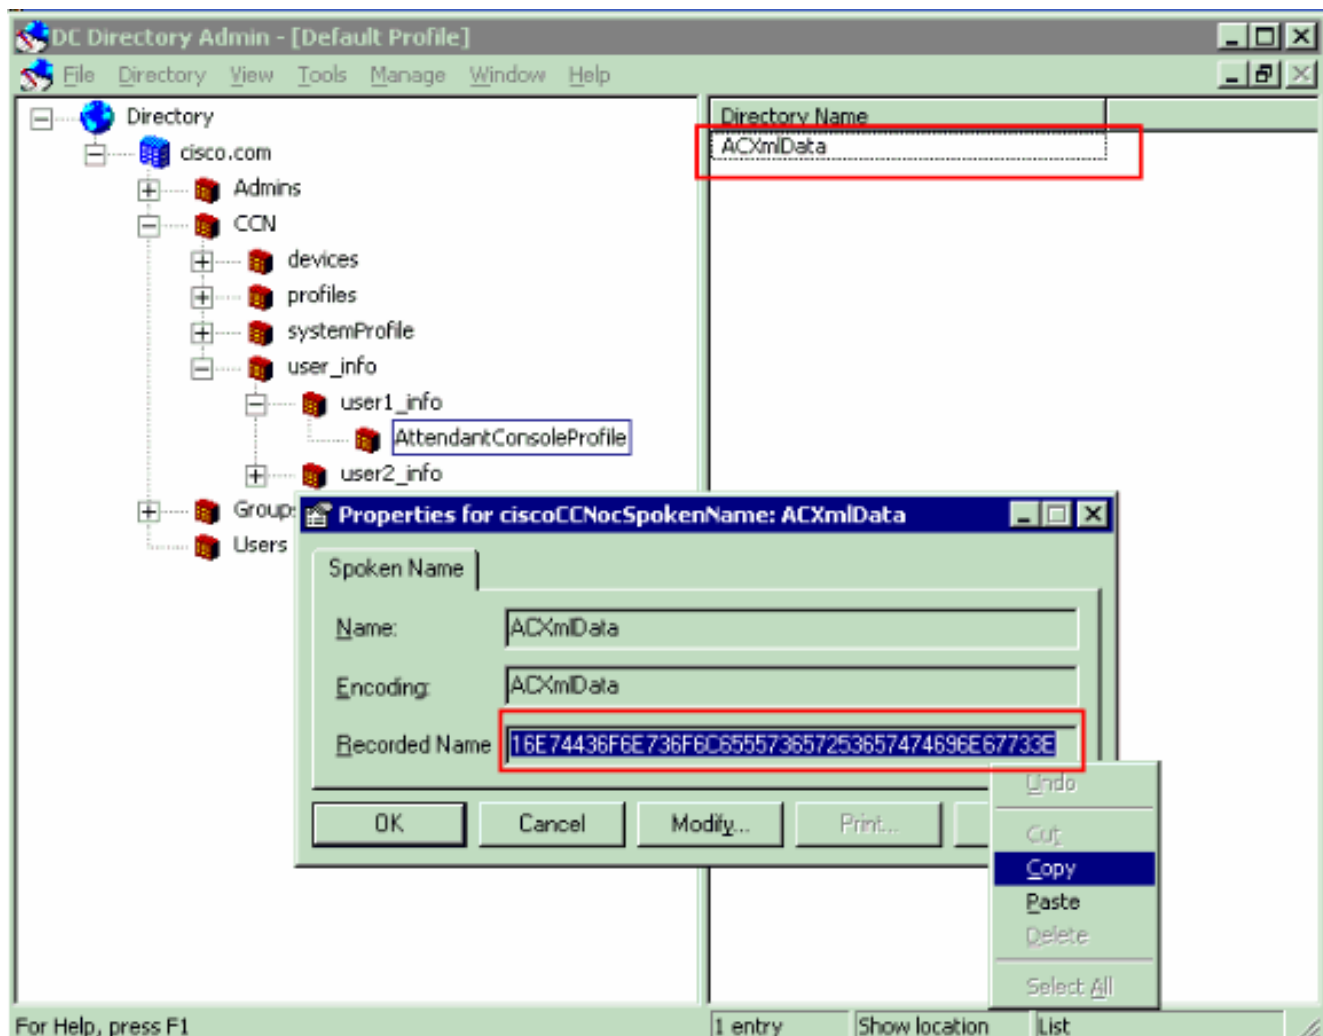 DC Directory Admin - [Default Profile]
File Directory View Tools Manage Window Help
Directory
cisco.com
Admins
CCN
devices
profiles
systemProfile
user_info
user1_info
AttendantConsoleProfile
user2_info
Groups
Users
Directory Name
ACXmlData
Properties for ciscoCCNocSpokenName: ACXmlData
Spoken Name
Name: ACXmlData
Encoding: ACXmlData
Recorded Name 16E74436F6E736F6C655573657253657474696E67733E
OK Cancel Modify... Print...
Undo
Cut
Copy
Paste
Delete
Select All
For Help, press F1
1 entry Show location List